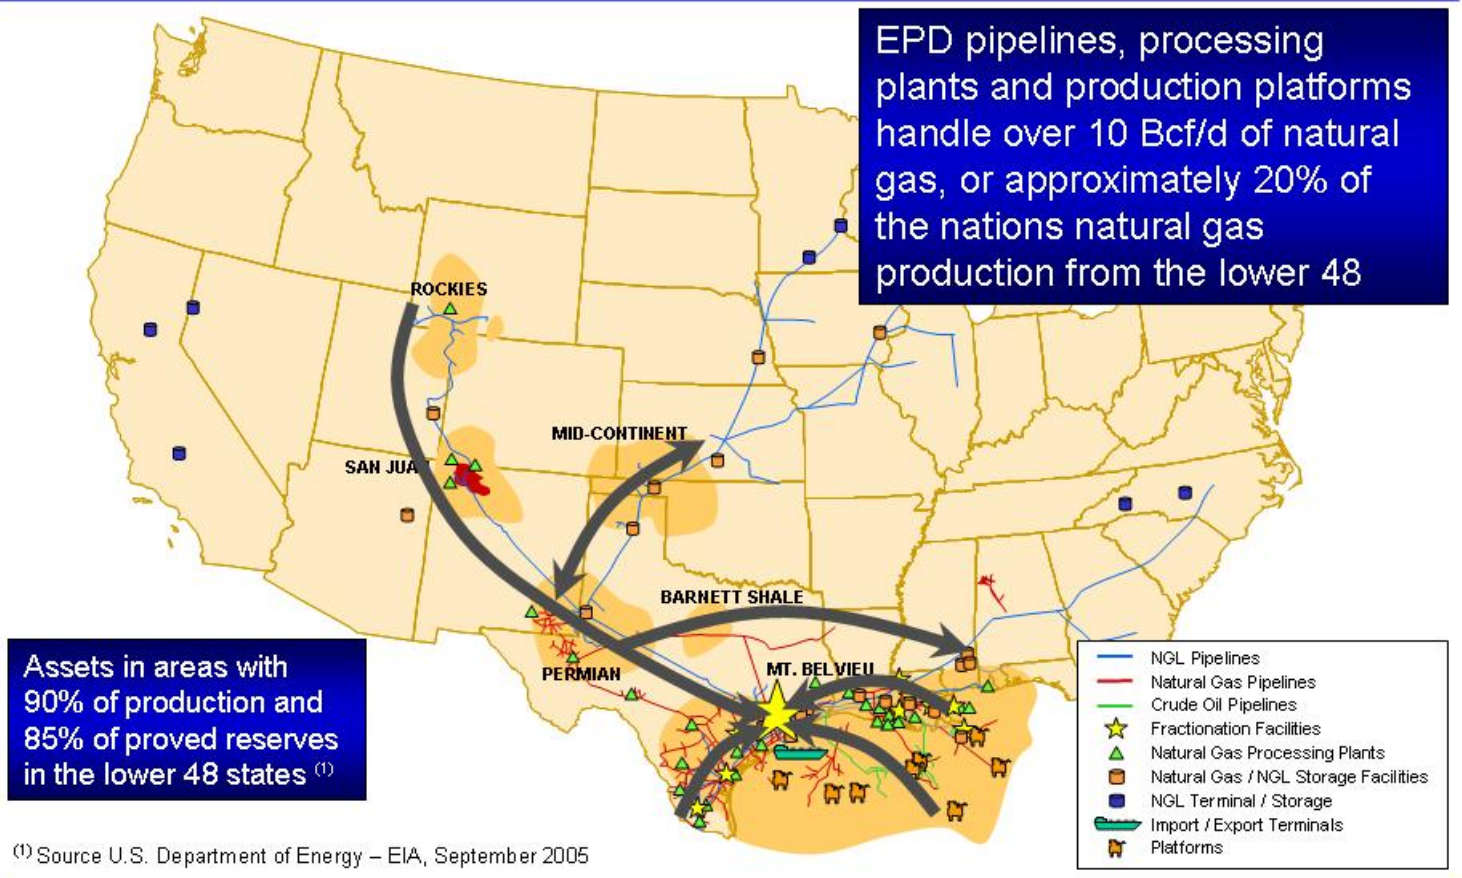 EPD pipelines, processing
plants and production platforms
handle over 10 Bcf/d of natural
gas, or approximately 20% of
the nations natural gas
production from the lower 48
ROCKIES
MID-CONTINENT
SAN JUA
BARNETT SHALE
PERMIAN
MT. BELVIEU
Assets in areas with
90% of production and
85% of proved reserves
in the lower 48 states (1)
NGL Pipelines
Natural Gas Pipelines
Crude Oil Pipelines
Fractionation Facilities
Natural Gas Processing Plants
Natural Gas / NGL Storage Facilities
NGL Terminal / Storage
Import / Export Terminals
Platforms
(1) Source U.S. Department of Energy – EIA, September 2005